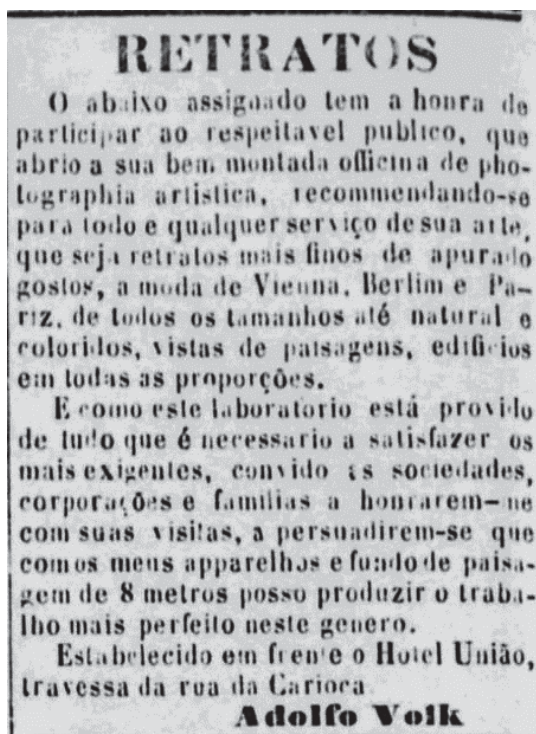 RETRATOS
O abaixo assignado tem a honra de
participar ao respeitavel publico, que
abrio a sua bem montada officina de pho-
tographia artistica, recommendando-se
para todo e qualquer serviço de sua arte,
que seja retratos mais finos de apurado
gostos, a moda de Vienna, Berlim e Pa-
riz, de todos os tamanhos até natural e
coloridos, vistas de paisagens, edificios
em todas as proporções.
E como este laboratorio está provido
de tudo que é necessario a satisfazer os
mais exigentes, convido as sociedades,
corporações e familias a honrarem-me
com suas visitas, a persuadirem-se que
com os meus apparelhos e fundo de paisa-
gem de 8 metros posso produzir o traba-
lho mais perfeito neste genero.
Estabelecido em frente o Hotel União,
travessa da rua da Carioca
Adolfo Volk